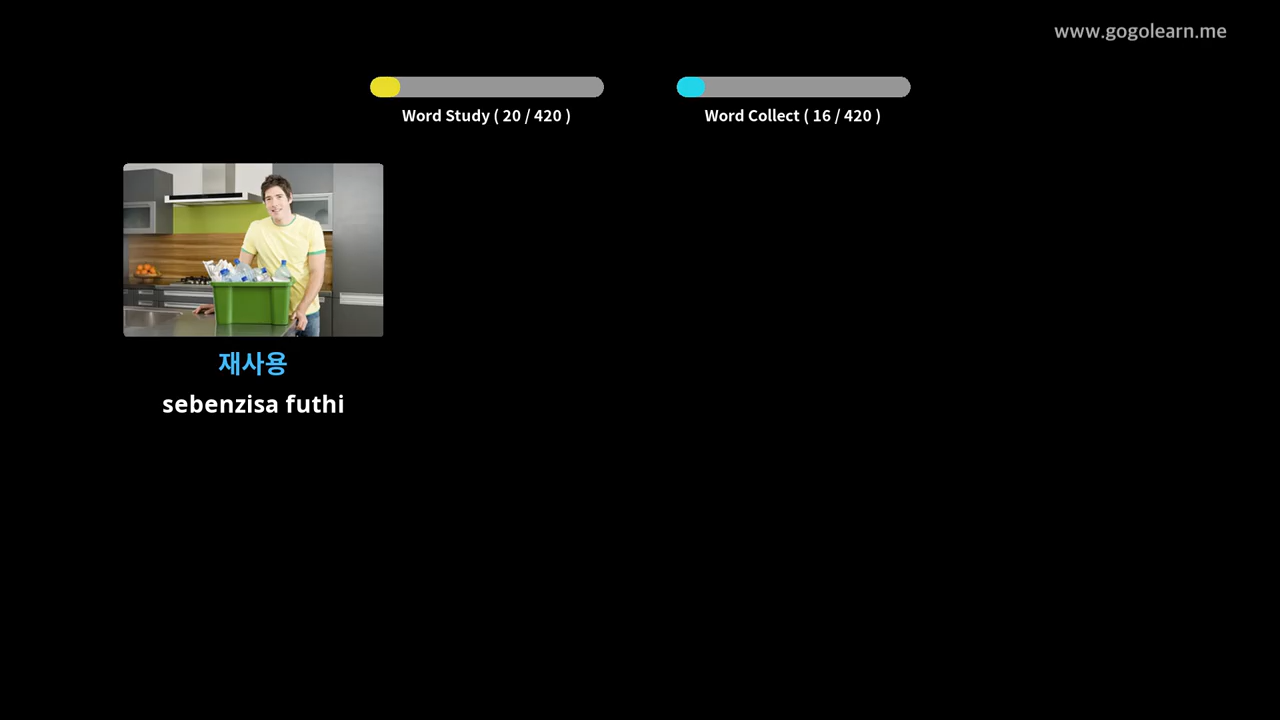 www.gogolearn.me
Word Study ( 20 / 420 )
Word Collect ( 16 / 420 )
재사용
sebenzisa futhi